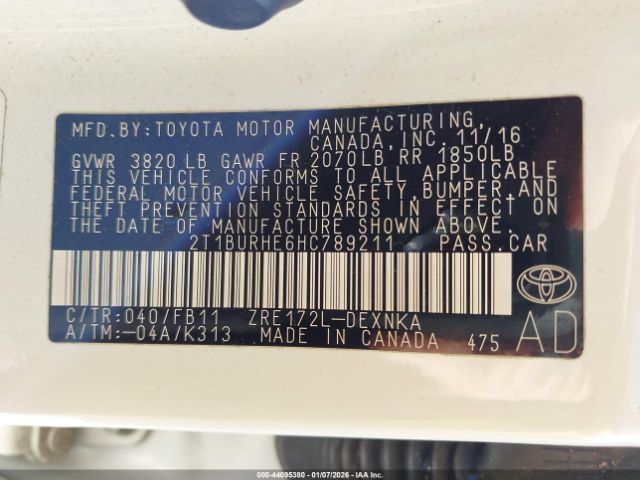 MFD. BY: TOYOTA MOTOR MANUFACTURING,
CANADA, INC. 11/16
GVWR 3820 LB GAWR FR 2070LB RR 1850LB
THIS VEHICLE CONFORMS TO ALL APPLICABLE
FEDERAL MOTOR VEHICLE SAFETY, BUMPER, AND
THEFT PREVENTION STANDARDS IN EFFECT ON
THE DATE OF MANUFACTURE SHOWN ABOVE.
2T1BURHE6HC789211 PASS. CAR
C/TR: 040/FB11 ZRE172L-DEXNKA
A/TM: -04A/K313 MADE IN CANADA 475 AD
TOYOTA
000-44095380 - 01/07/2026 - IAA, Inc.